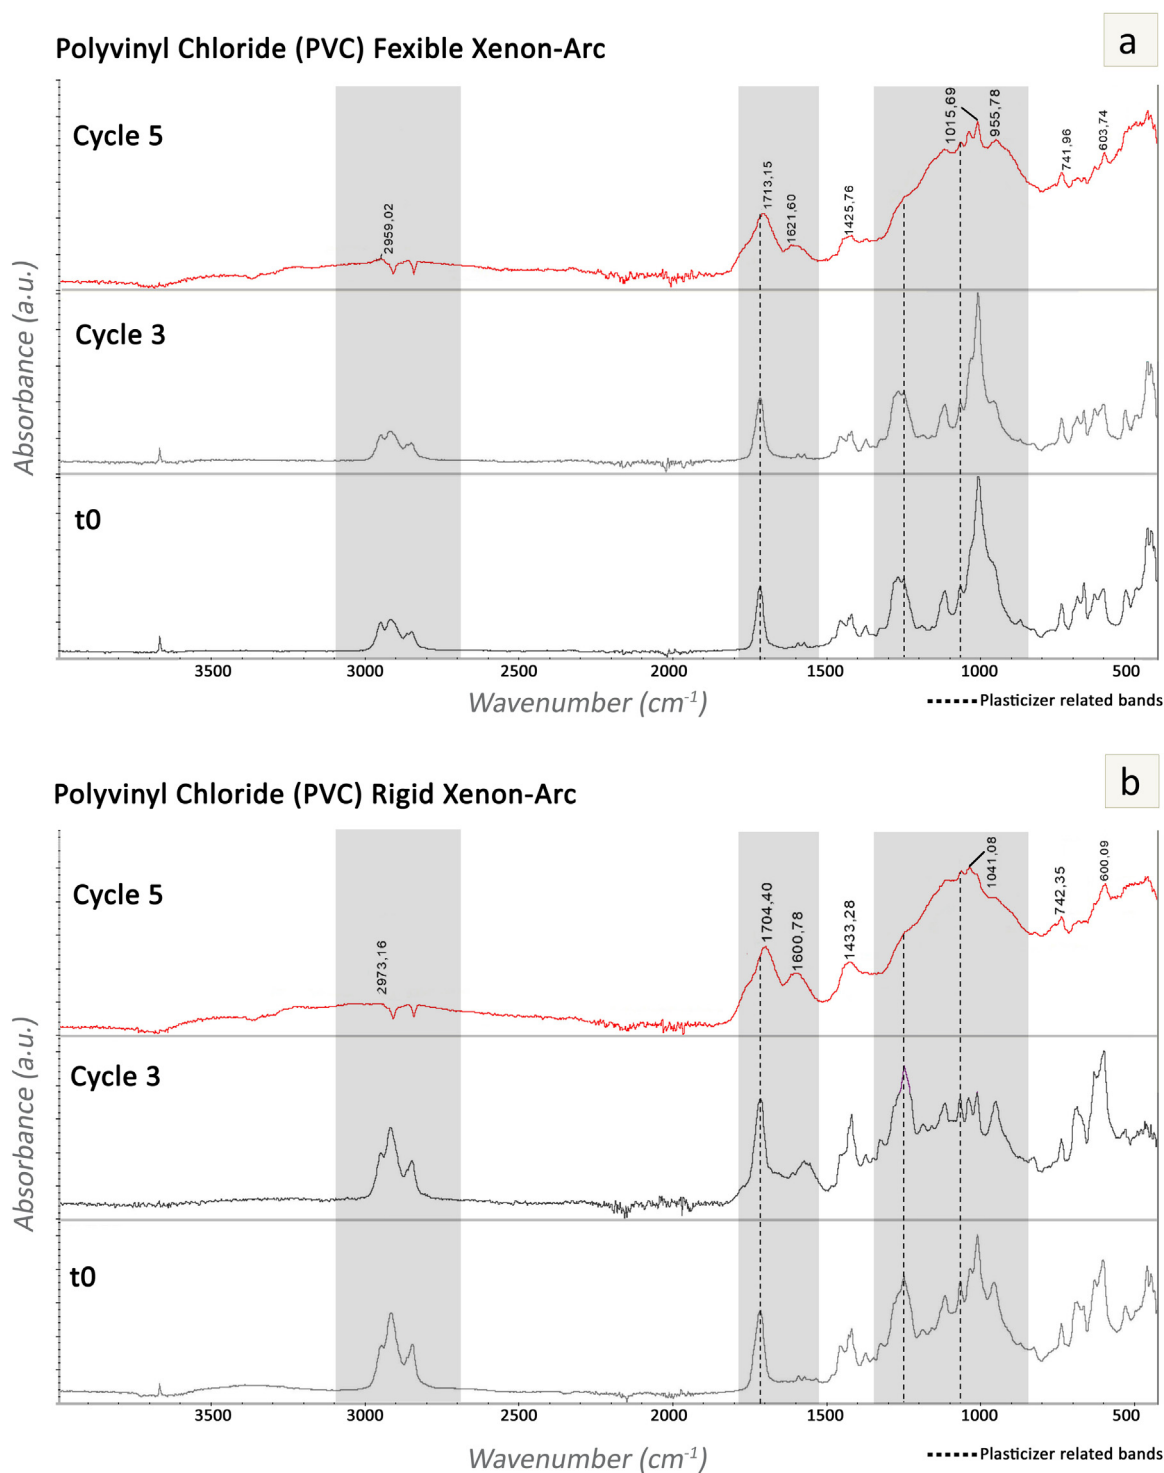 a
Polyvinyl Chloride (PVC) Fexible Xenon-Arc
Cycle 5
2959,02
1713,15
1621,60
1425,76
1015,69
955,78
741,96
603,74
Cycle 3
t0
Absorbance (a.u.)
3500 3000 2500 2000 1500 1000 500
Wavenumber (cm-1)
Plasticizer related bands
b
Polyvinyl Chloride (PVC) Rigid Xenon-Arc
Cycle 5
2973,16
1704,40
1600,78
1433,28
1041,08
742,35
600,09
Cycle 3
t0
Absorbance (a.u.)
3500 3000 2500 2000 1500 1000 500
Wavenumber (cm-1)
Plasticizer related bands